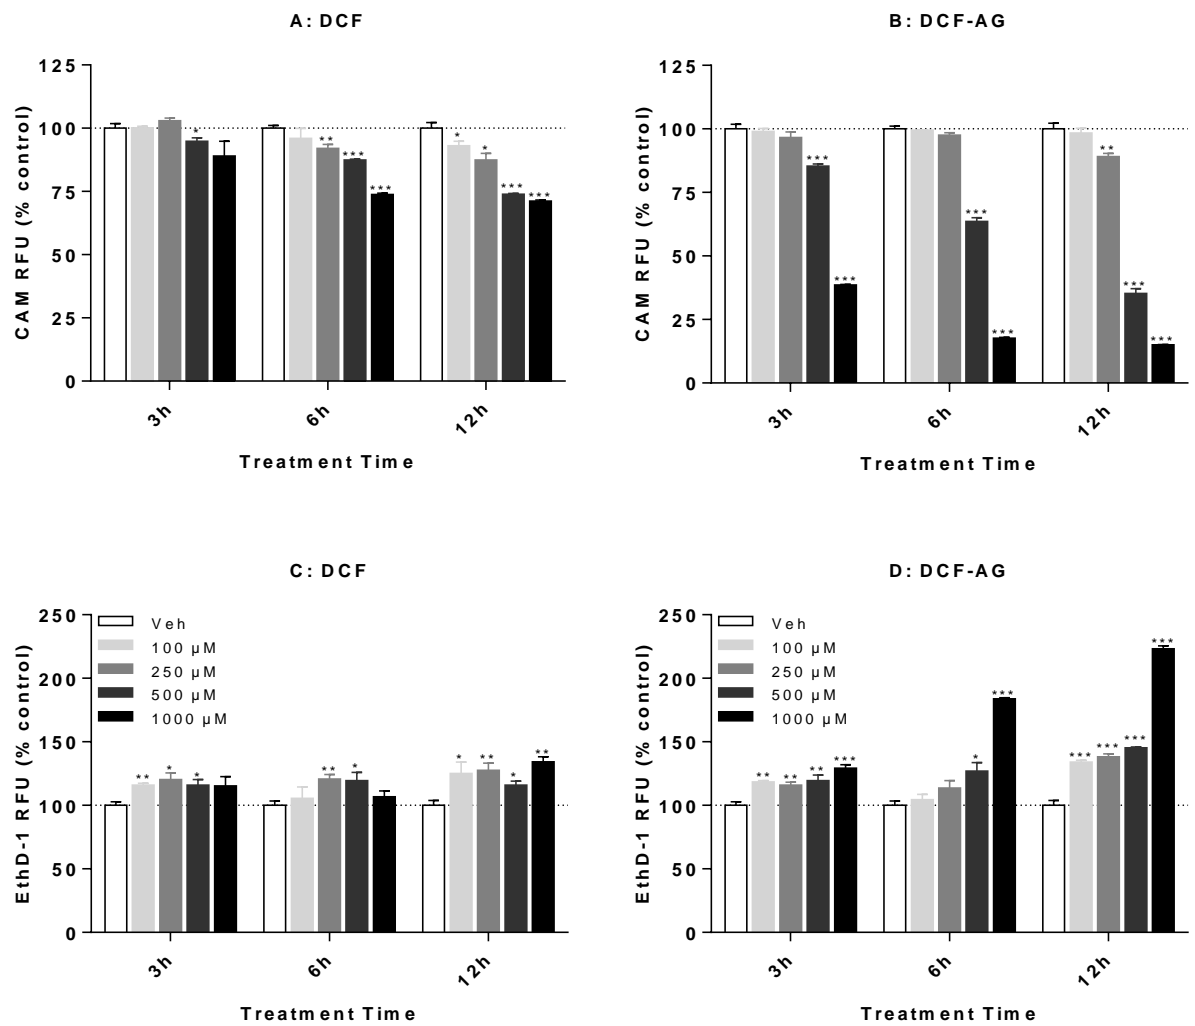 A: DCF
CAM RFU (% control)
125
100
75
50
25
0
*
**
***
***
*
*
***
***
3h
6h
12h
Treatment Time
B: DCF-AG
CAM RFU (% control)
125
100
75
50
25
0
***
***
***
***
**
***
***
3h
6h
12h
Treatment Time
C: DCF
EthD-1 RFU (% control)
250
200
150
100
50
0
Veh
100 µM
250 µM
500 µM
1000 µM
**
*
*
**
*
*
**
*
**
3h
6h
12h
Treatment Time
D: DCF-AG
EthD-1 RFU (% control)
250
200
150
100
50
0
Veh
100 µM
250 µM
500 µM
1000 µM
**
**
**
***
*
***
***
***
***
***
3h
6h
12h
Treatment Time